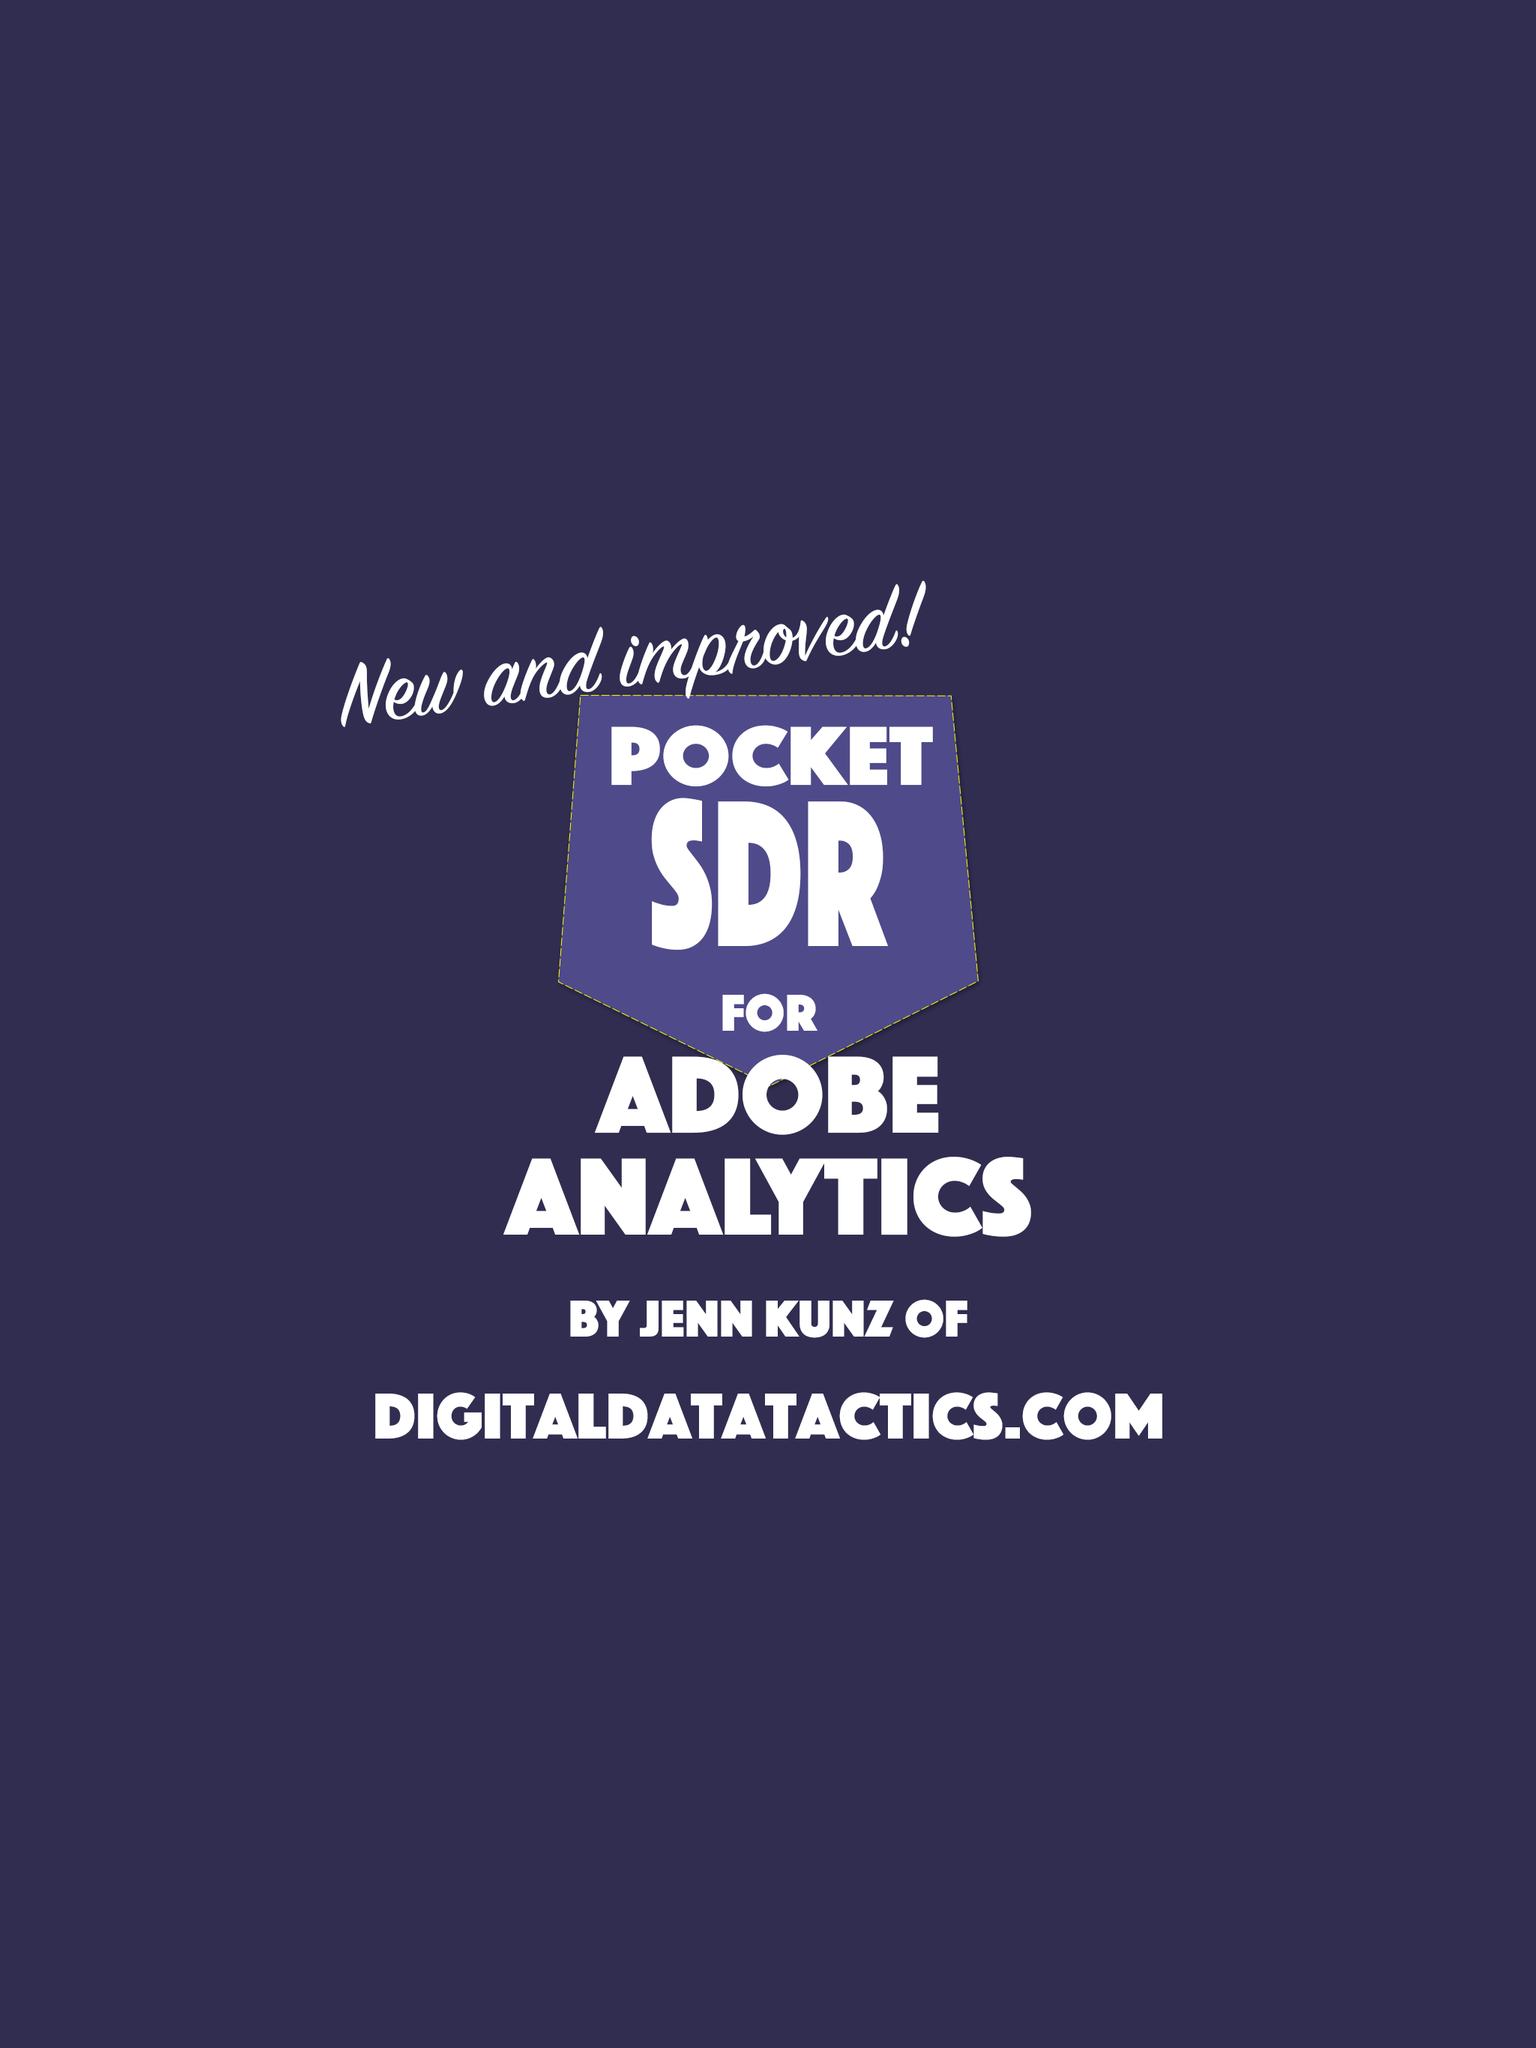 New and improved!
POCKET
SDR
FOR
ADOBE
ANALYTICS
BY JENN KUNZ OF
DIGITALDATATACTICS.COM